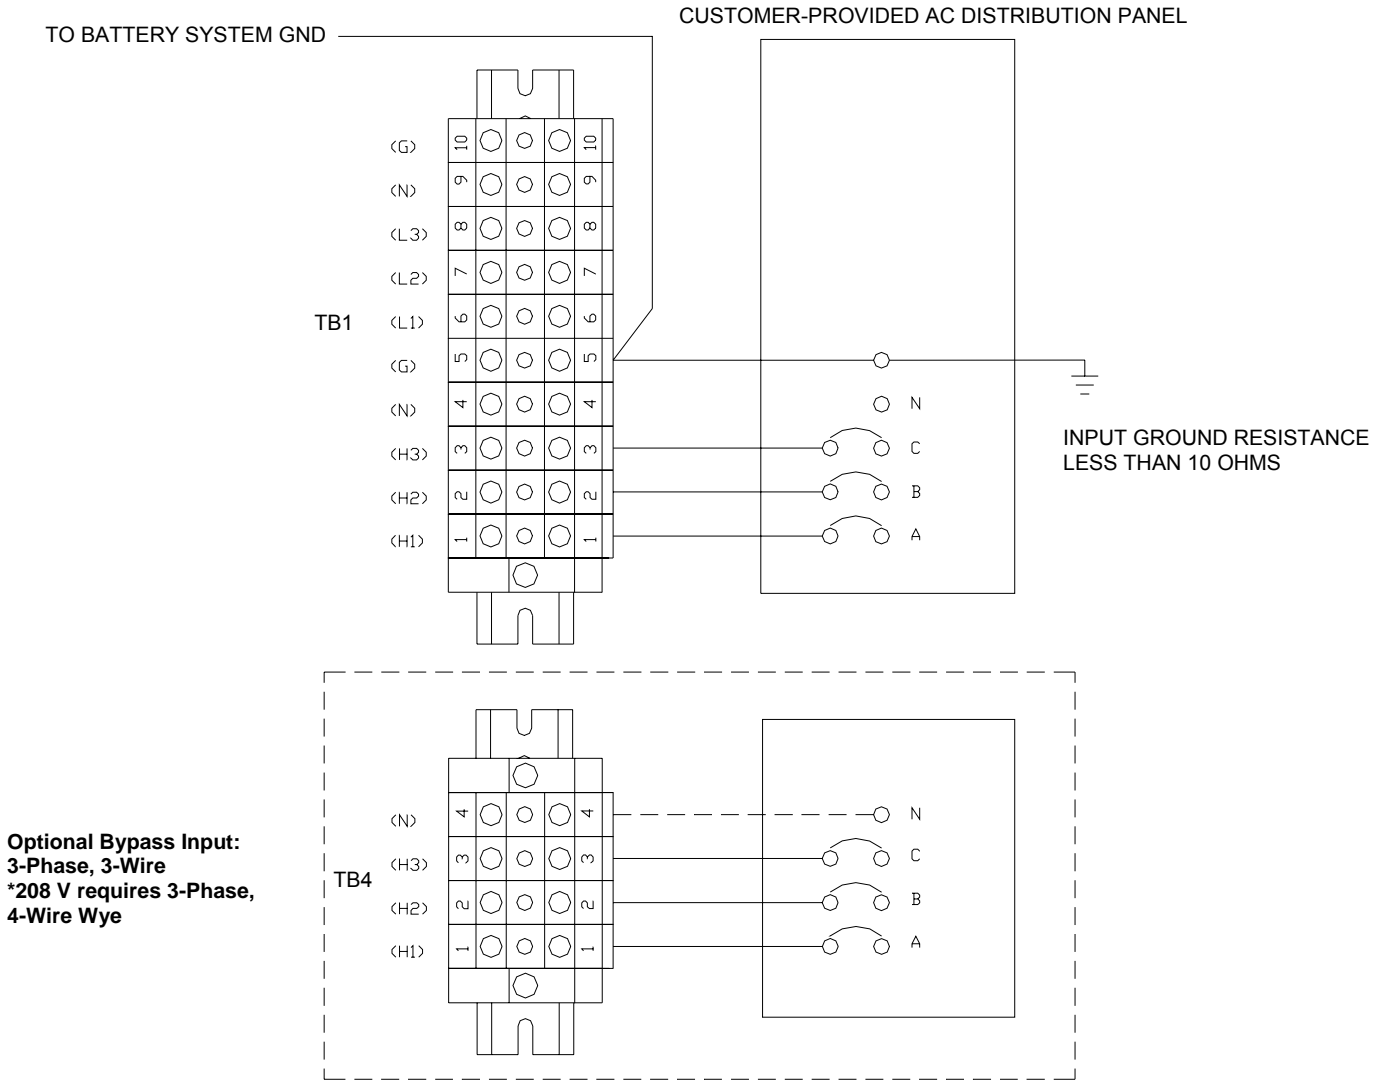 CUSTOMER-PROVIDED AC DISTRIBUTION PANEL
TO BATTERY SYSTEM GND
(G) 10 10
(N) 9 9
(L3) 8 8
(L2) 7 7
TB1 (L1) 6 6
(G) 5 5
(N) 4 4 N
(H3) 3 3 C
(H2) 2 2 B
(H1) 1 1 A
INPUT GROUND RESISTANCE
LESS THAN 10 OHMS
Optional Bypass Input:
3-Phase, 3-Wire
*208 V requires 3-Phase,
4-Wire Wye
TB4
(N) 4 4 N
(H3) 3 3 C
(H2) 2 2 B
(H1) 1 1 A